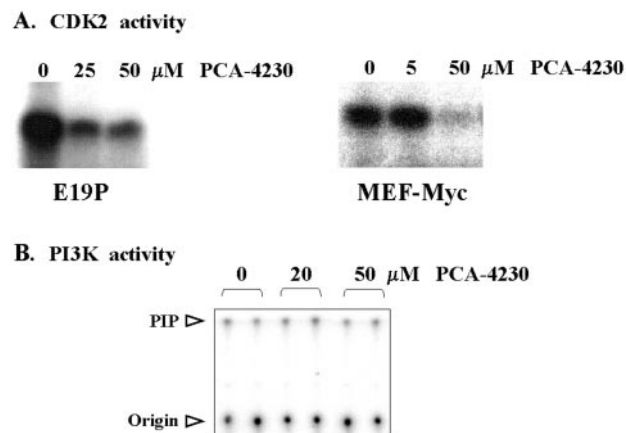 A. CDK2 activity
0 25 50 μM PCA-4230
0 5 50 μM PCA-4230
E19P
MEF-Myc
B. PI3K activity
0 20 50 μM PCA-4230
PIP
Origin